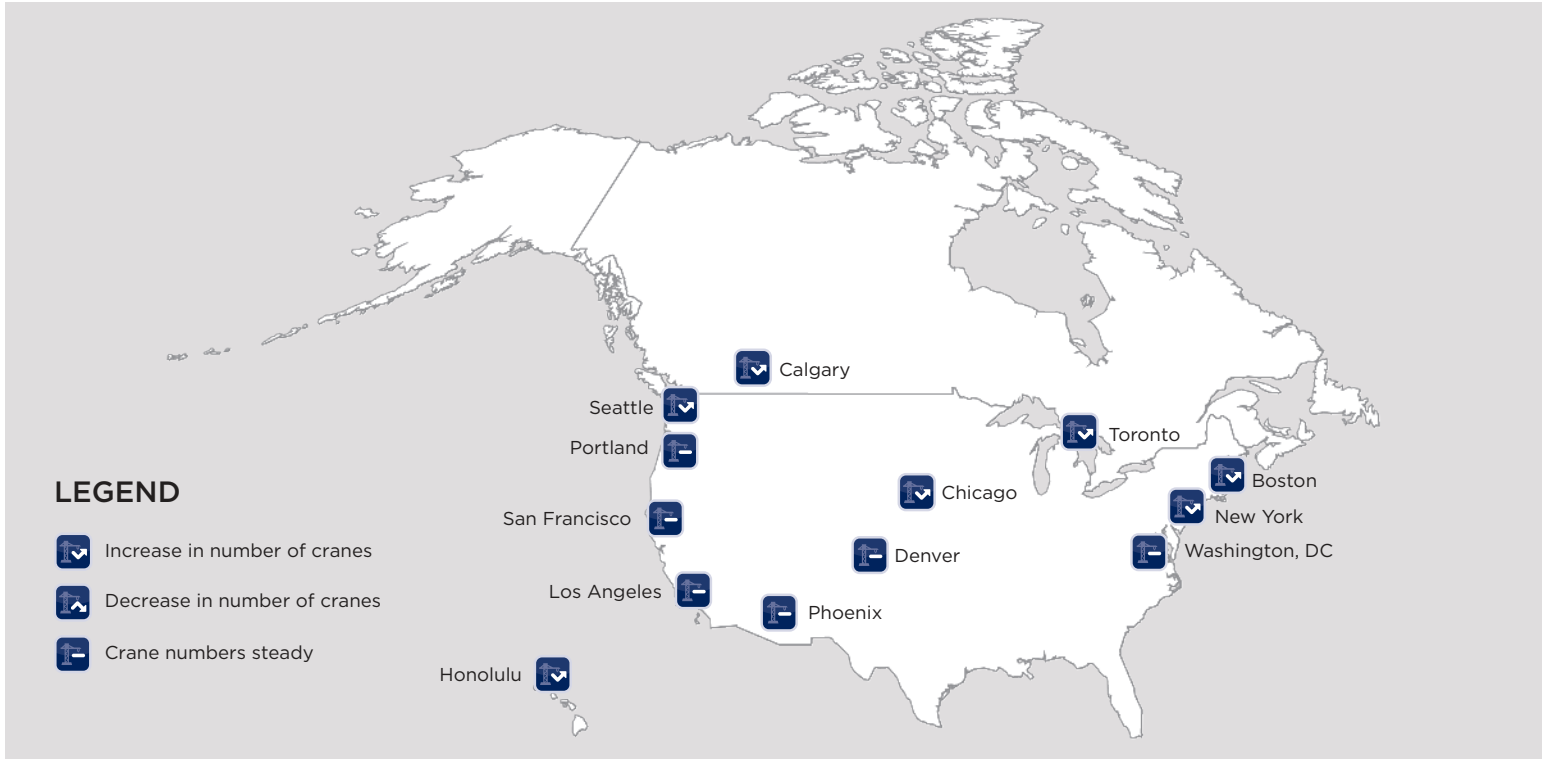 Calgary
Seattle
Toronto
Portland
Boston
LEGEND
Chicago
New York
San Francisco
Increase in number of cranes
Denver
Washington, DC
Los Angeles
Decrease in number of cranes
Phoenix
Crane numbers steady
Honolulu